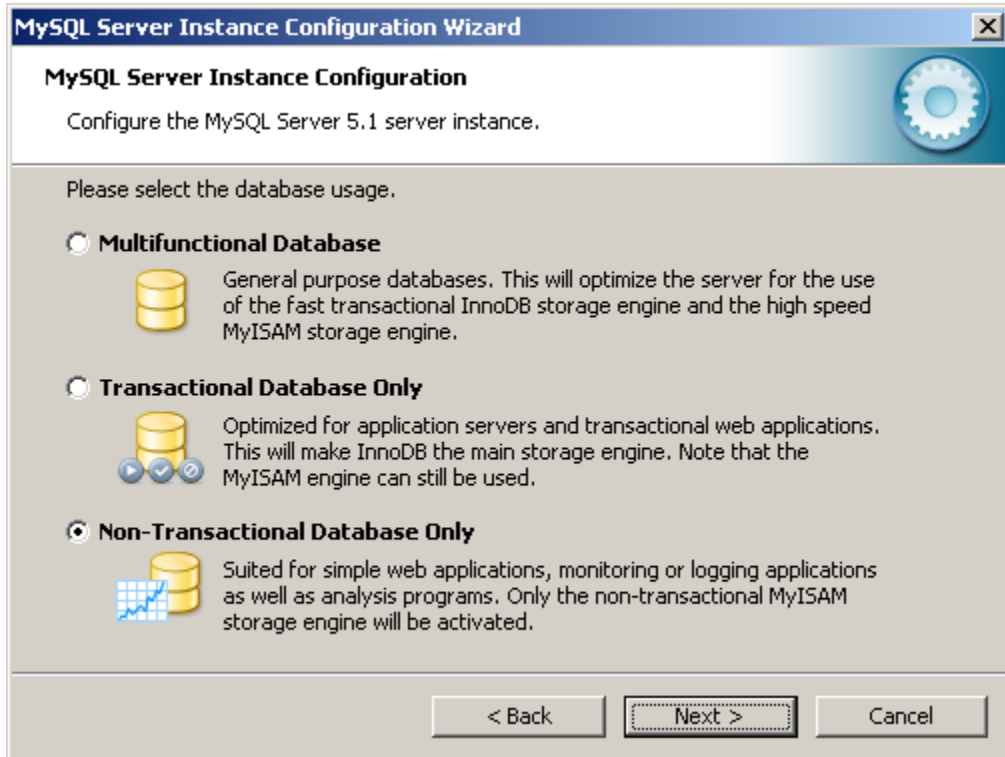 MySQL Server Instance Configuration Wizard
MySQL Server Instance Configuration
Configure the MySQL Server 5.1 server instance.
Please select the database usage.
Multifunctional Database
General purpose databases. This will optimize the server for the use
of the fast transactional InnoDB storage engine and the high speed
MyISAM storage engine.
Transactional Database Only
Optimized for application servers and transactional web applications.
This will make InnoDB the main storage engine. Note that the
MyISAM engine can still be used.
Non-Transactional Database Only
Suited for simple web applications, monitoring or logging applications
as well as analysis programs. Only the non-transactional MyISAM
storage engine will be activated.
< Back Next > Cancel